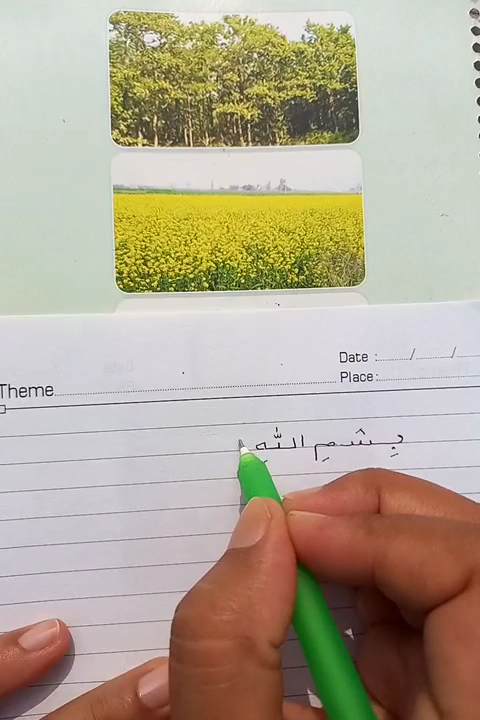 Date :....../....../
Theme
Place:
بِسْمِ اللّٰهِ